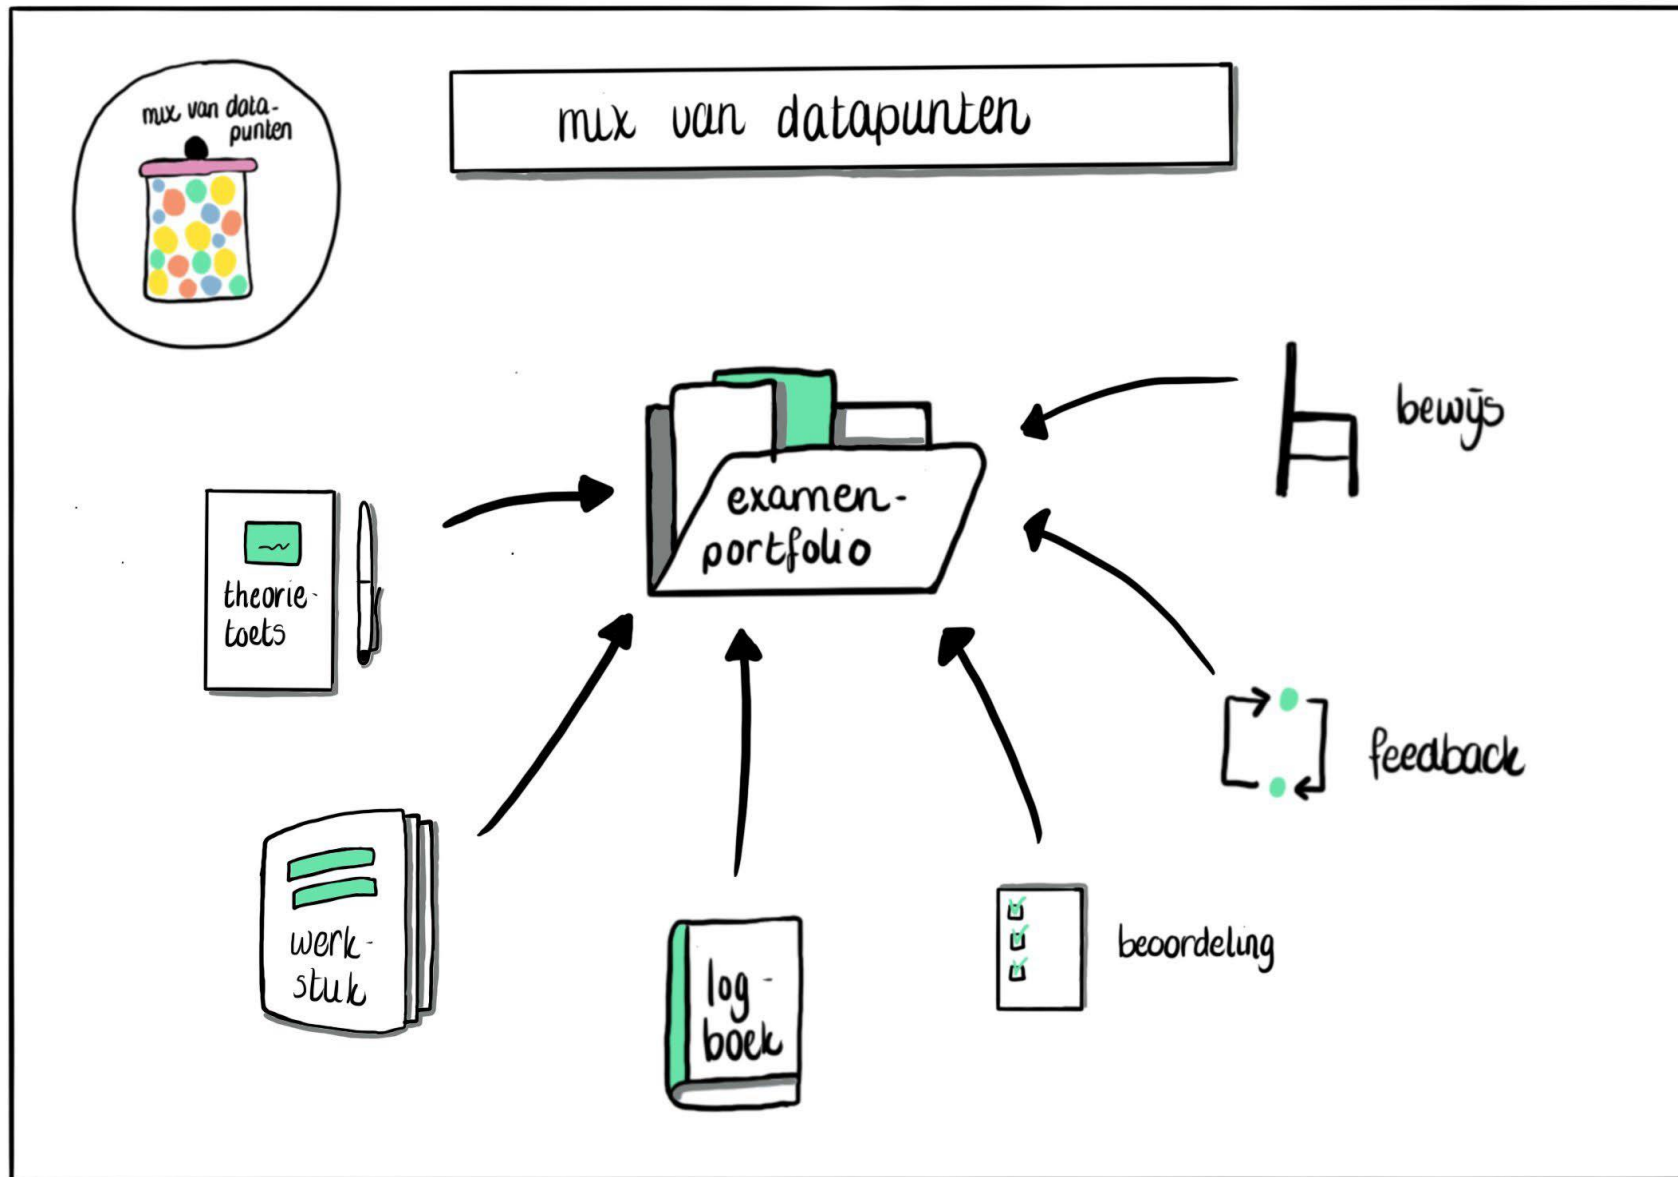 mix van data-
punten
mix van datapunten
examen-
portfolio
bewijs
theorie-
toets
feedback
werk-
stuk
log-
boek
beoordeling